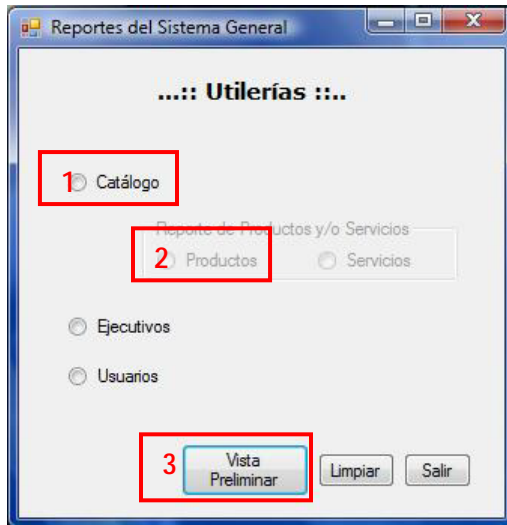 Reportes del Sistema General
...:: Utilerías ::..
1 Catálogo
Reporte de Productos y/o Servicios
2 Productos Servicios
Ejecutivos
Usuarios
3 Vista Preliminar Limpiar Salir